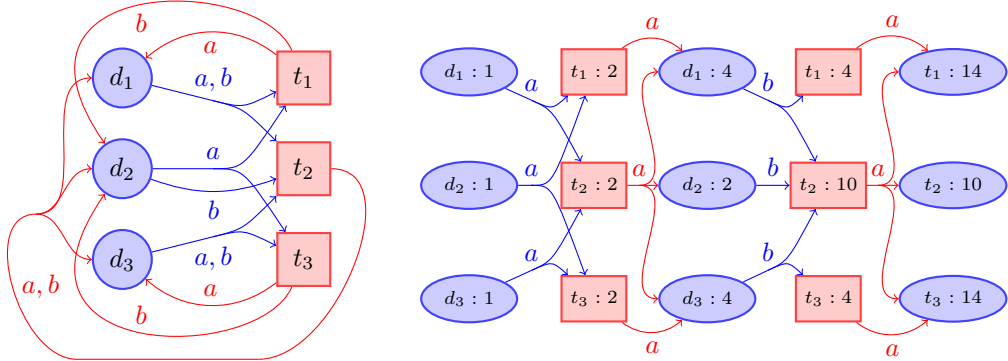 b
a
d₁
a, b
t₁
d₂
a
t₂
b
d₃
a, b
t₃
a, b
a
b
a
a
d₁ : 1
t₁ : 2
d₁ : 4
t₁ : 4
t₁ : 14
a
b
d₂ : 1
a
t₂ : 2
a
d₂ : 2
b
t₂ : 10
a
t₂ : 10
a
b
d₃ : 1
t₃ : 2
d₃ : 4
t₃ : 4
t₃ : 14
a
a